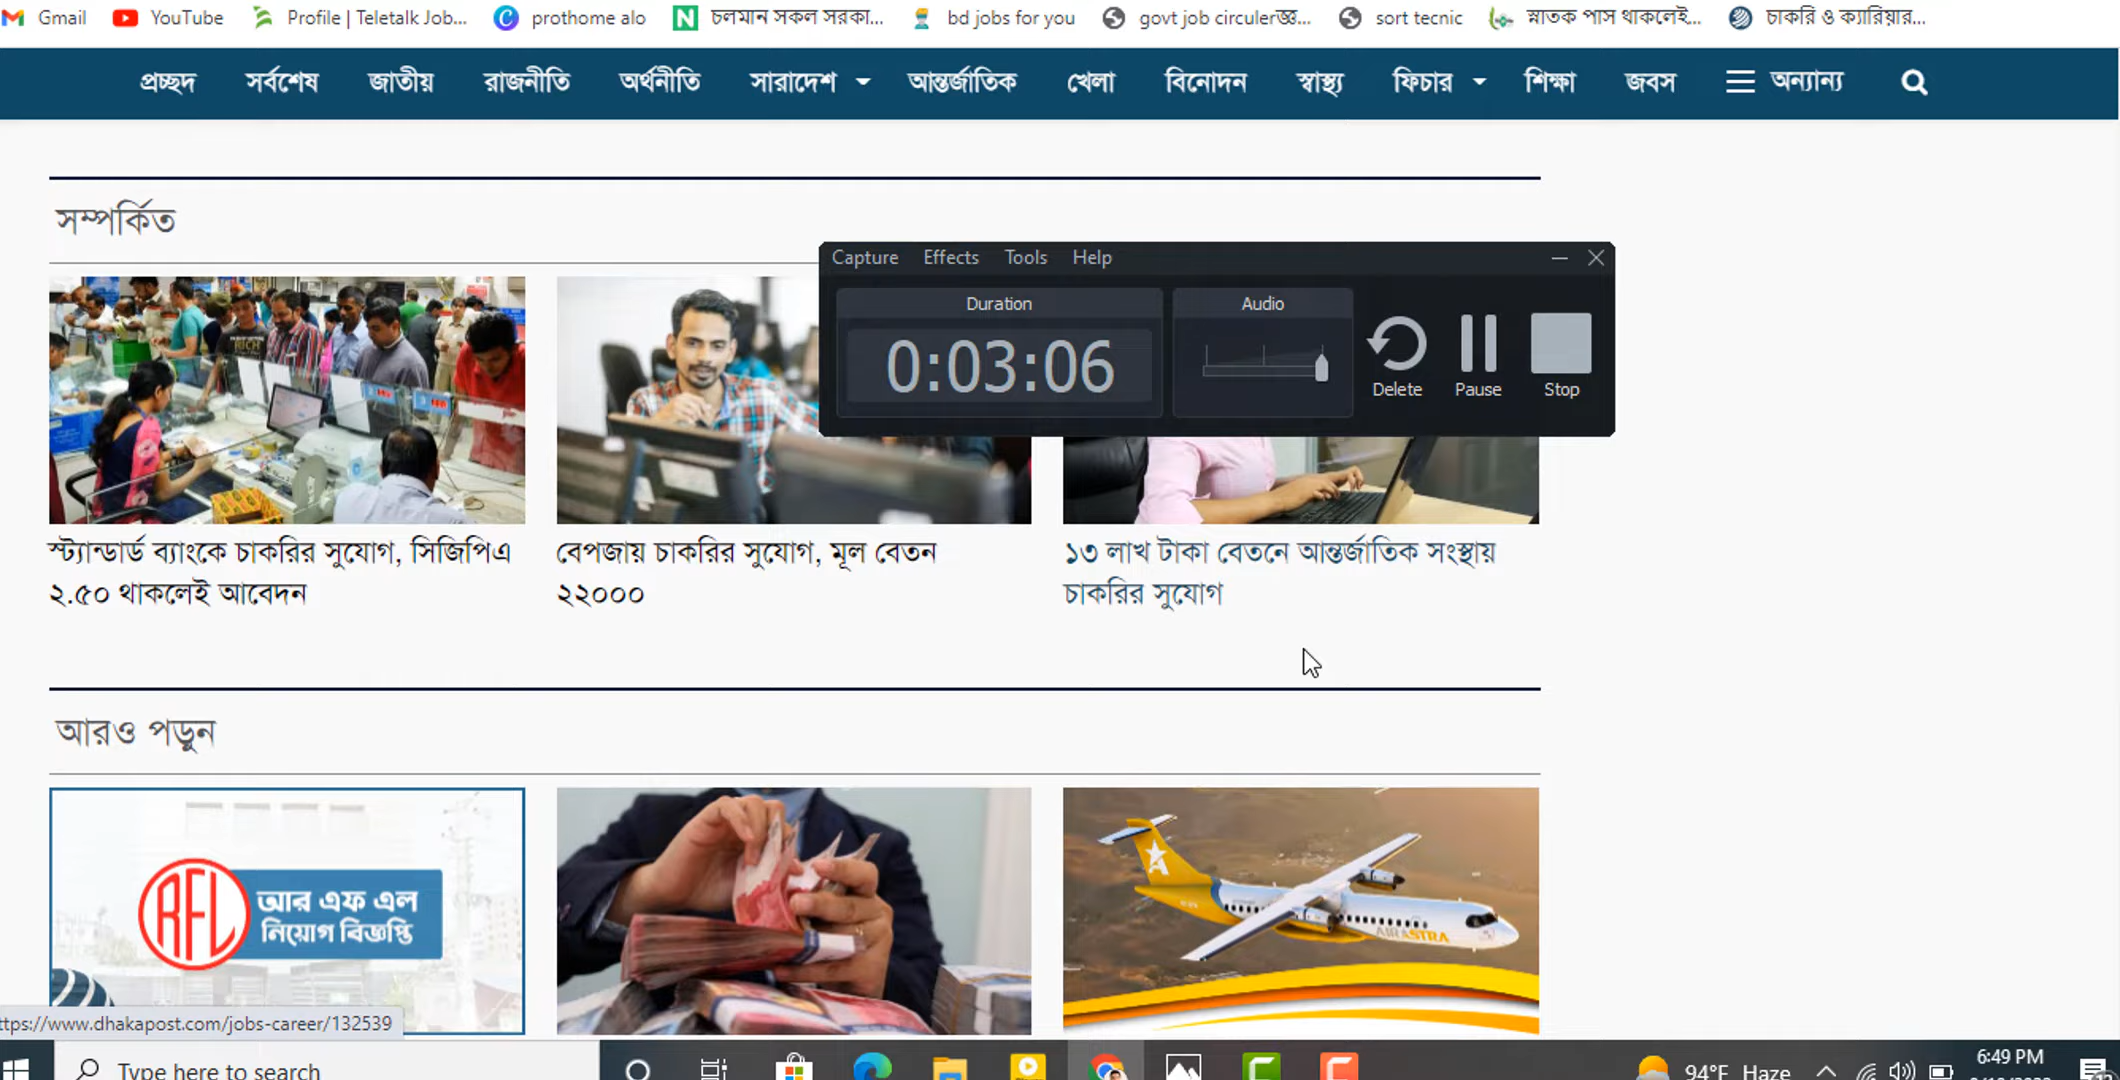 Gmail YouTube Profile | Teletalk Job... prothome alo চলমান সকল সরকা... bd jobs for you govt job circulerজ্ঞ... sort tecnic স্নাতক পাস থাকলেই... চাকরি ও ক্যারিয়ার...
প্রচ্ছদ সর্বশেষ জাতীয় রাজনীতি অর্থনীতি সারাদেশ আন্তর্জাতিক খেলা বিনোদন স্বাস্থ্য ফিচার শিক্ষা জবস অন্যান্য
সম্পর্কিত
Capture Effects Tools Help
Duration Audio
0:03:06
Delete Pause Stop
স্ট্যান্ডার্ড ব্যাংকে চাকরির সুযোগ, সিজিপিএ
২.৫০ থাকলেই আবেদন
বেপজায় চাকরির সুযোগ, মূল বেতন
২২০০০
১৩ লাখ টাকা বেতনে আন্তর্জাতিক সংস্থায়
চাকরির সুযোগ
আরও পড়ুন
RFL আর এফ এল
নিয়োগ বিজ্ঞপ্তি
AIRASTRA
ttps://www.dhakapost.com/jobs-career/132539
Type here to search
94°F Haze
6:49 PM